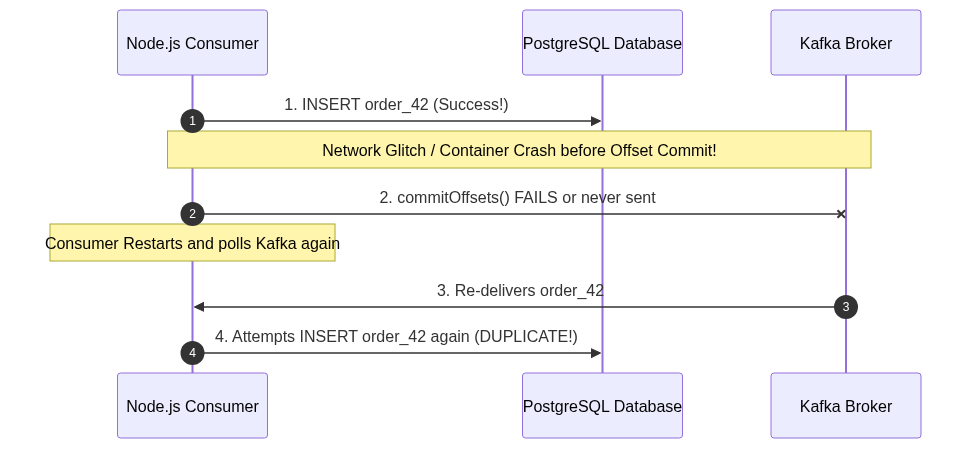 Node.js Consumer
PostgreSQL Database
Kafka Broker
1. INSERT order_42 (Success!)
1
Network Glitch / Container Crash before Offset Commit!
2. commitOffsets() FAILS or never sent
2
Consumer Restarts and polls Kafka again
3. Re-delivers order_42
3
4. Attempts INSERT order_42 again (DUPLICATE!)
4
Node.js Consumer
PostgreSQL Database
Kafka Broker